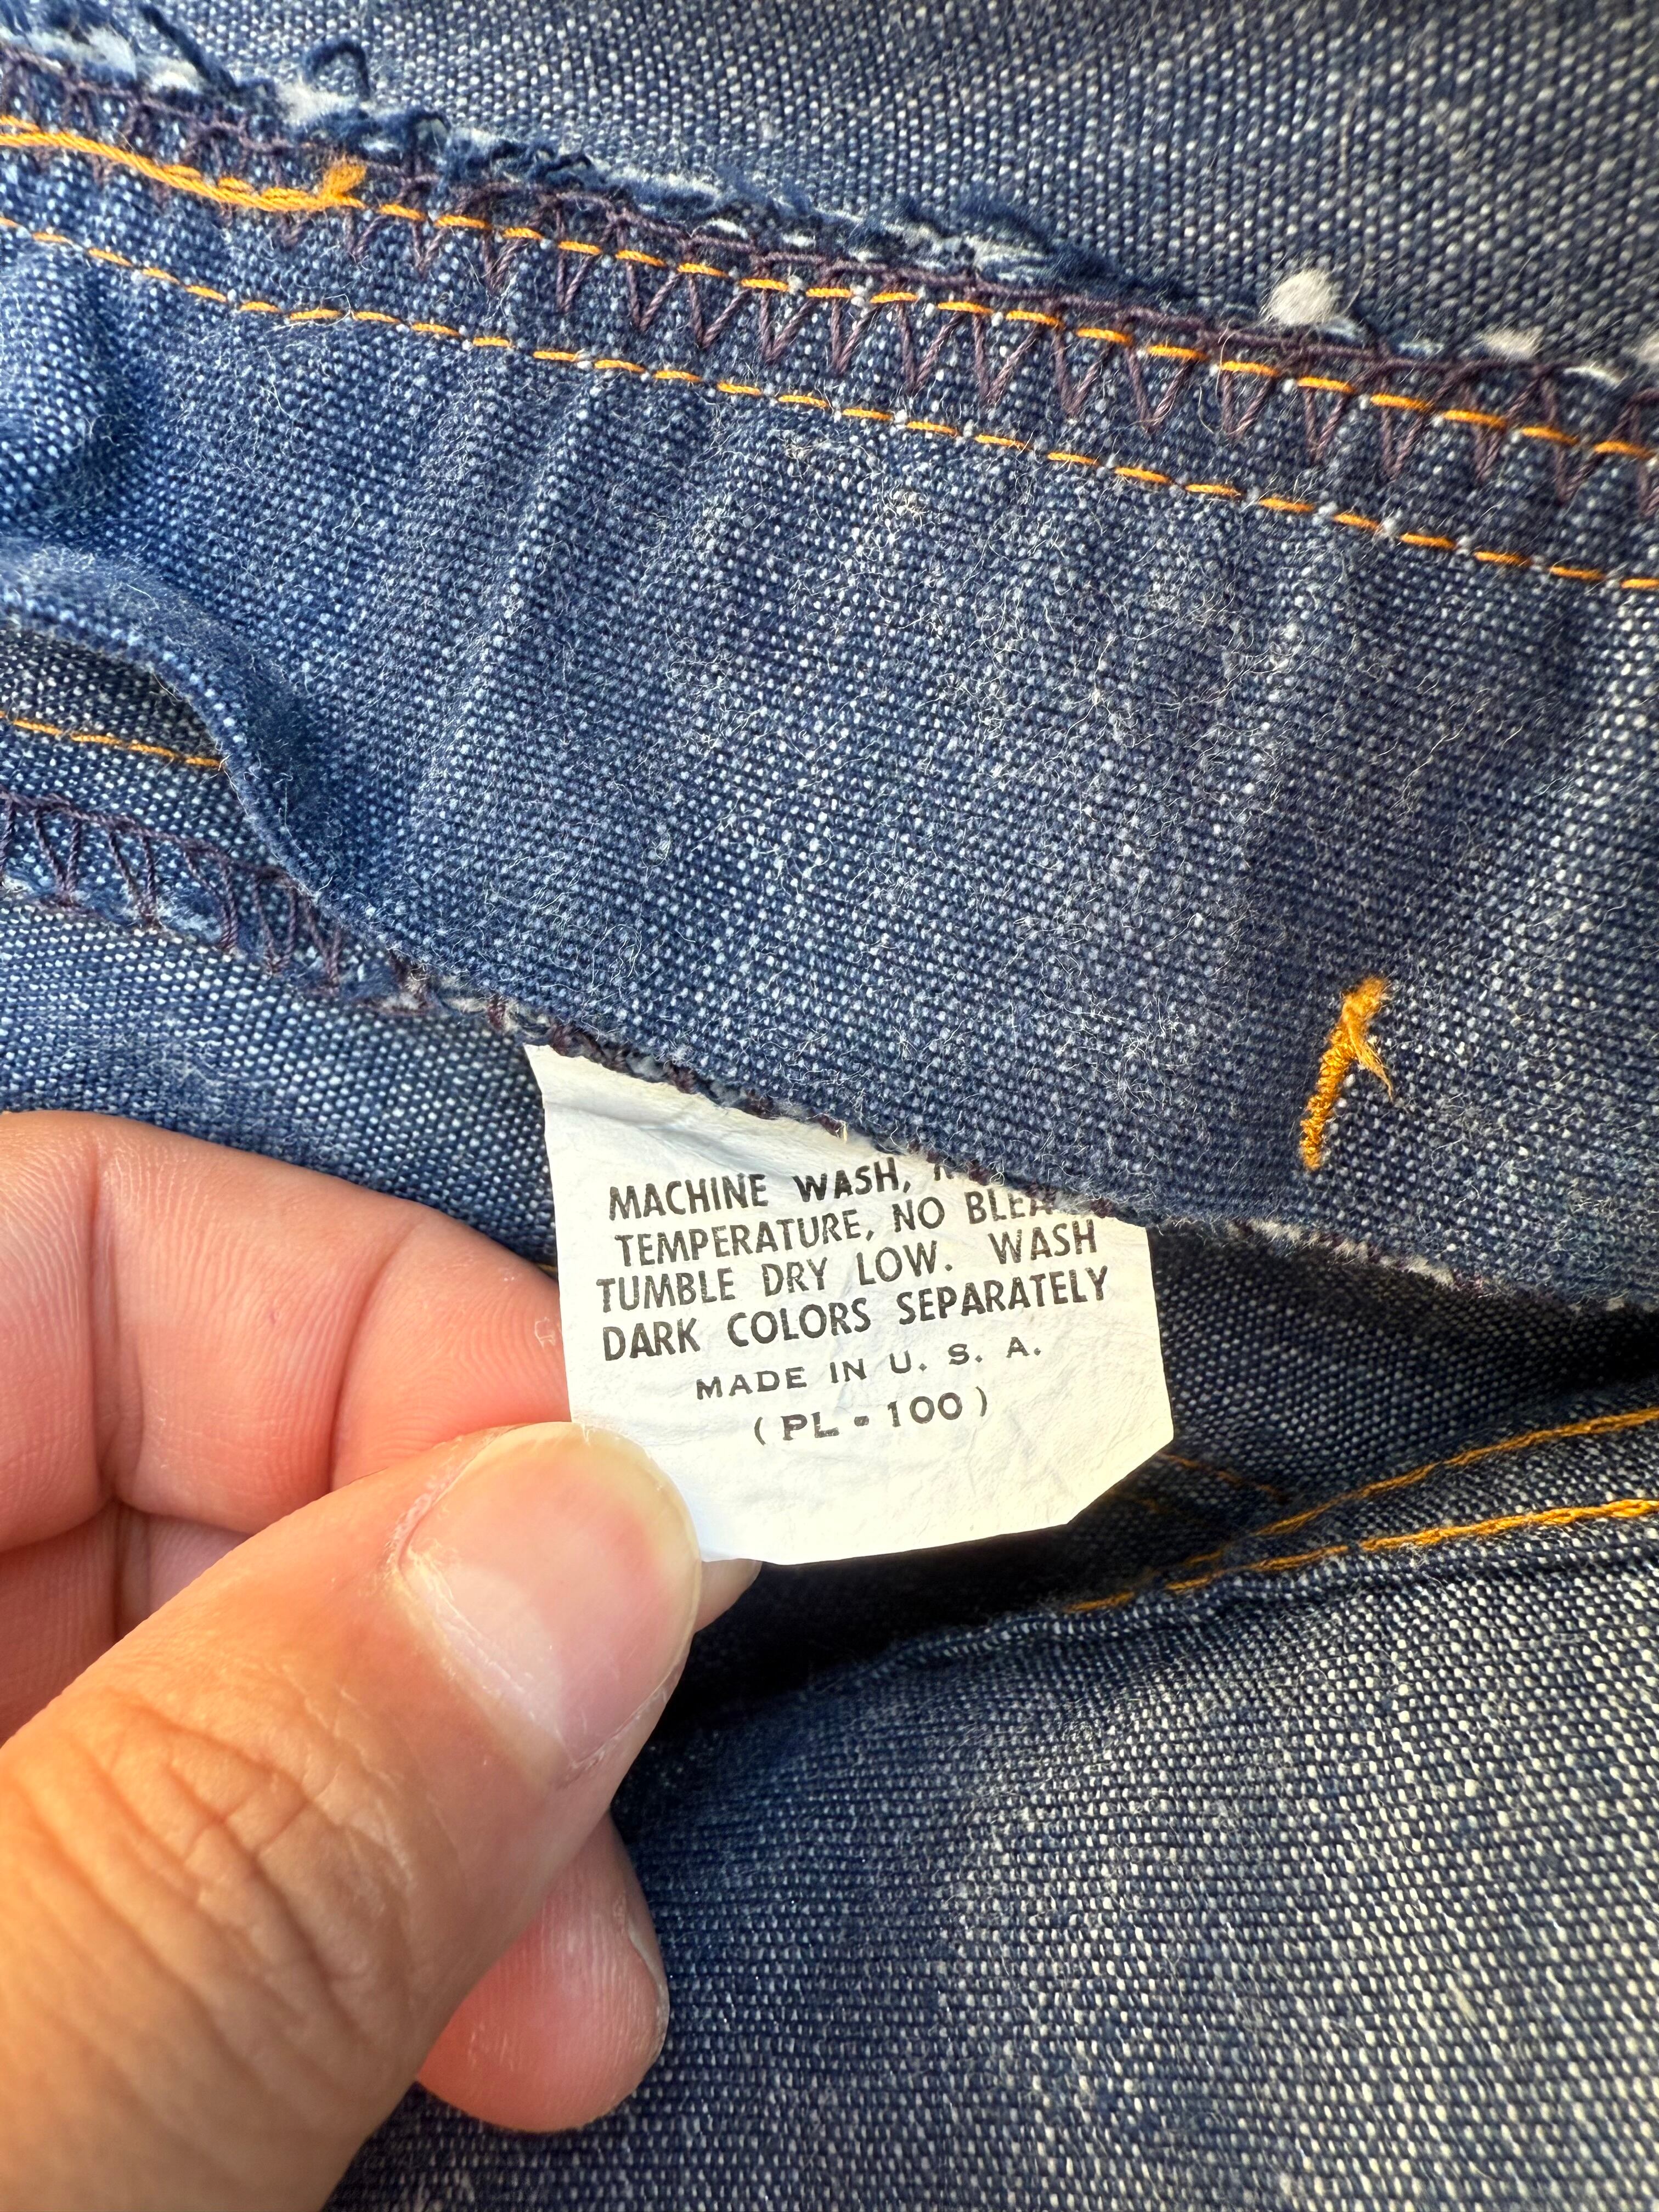 MACHINE WASH,
TEMPERATURE, NO
TUMBLE DRY LOW. WASH
DARK COLORS SEPARATELY
MADE IN U. S. A.
(PL-100)